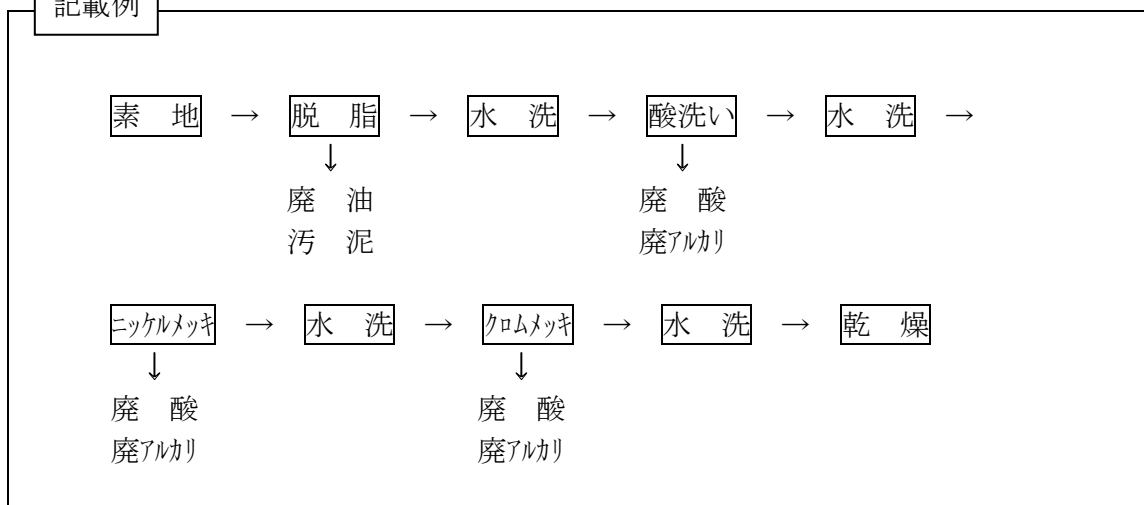 記載例
素　地 → 脱　脂 → 水　洗 → 酸洗い → 水　洗 →
↓ ↓
廃　油 廃　酸
汚　泥 廃ｱﾙｶﾘ
ﾆｯｹﾙﾒｯｷ → 水　洗 → ｸﾛﾑﾒｯｷ → 水　洗 → 乾　燥
↓ ↓
廃　酸 廃　酸
廃ｱﾙｶﾘ 廃ｱﾙｶﾘ